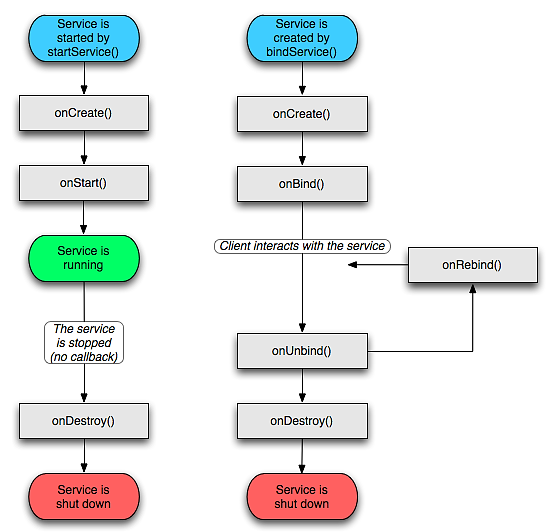 Service is
started by
startService()
onCreate()
onStart()
Service is
running
The service
is stopped
(no callback)
onDestroy()
Service is
shut down
Service is
created by
bindService()
onCreate()
onBind()
Client interacts with the service
onRebind()
onUnbind()
onDestroy()
Service is
shut down